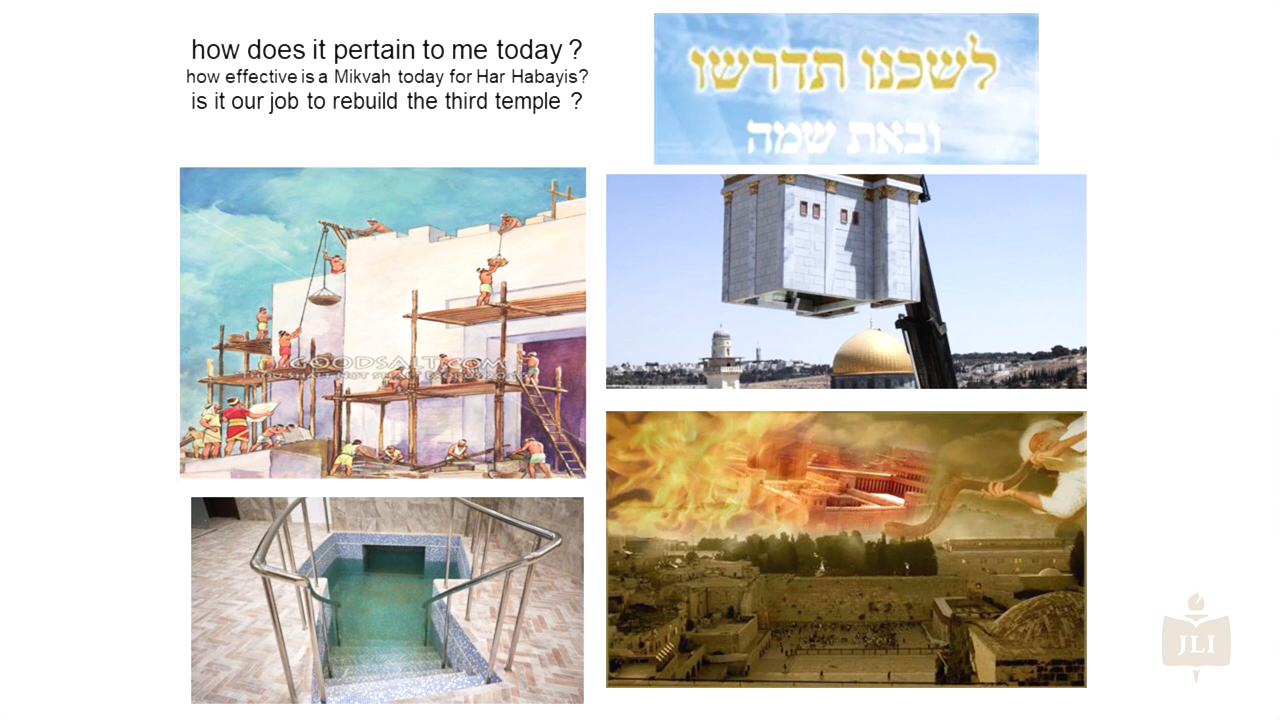 how does it pertain to me today ?
how effective is a Mikvah today for Har Habayis?
is it our job to rebuild the third temple ?
לשכנו תדרשו
ובאת שמה
GOODSALT.COM
JLI